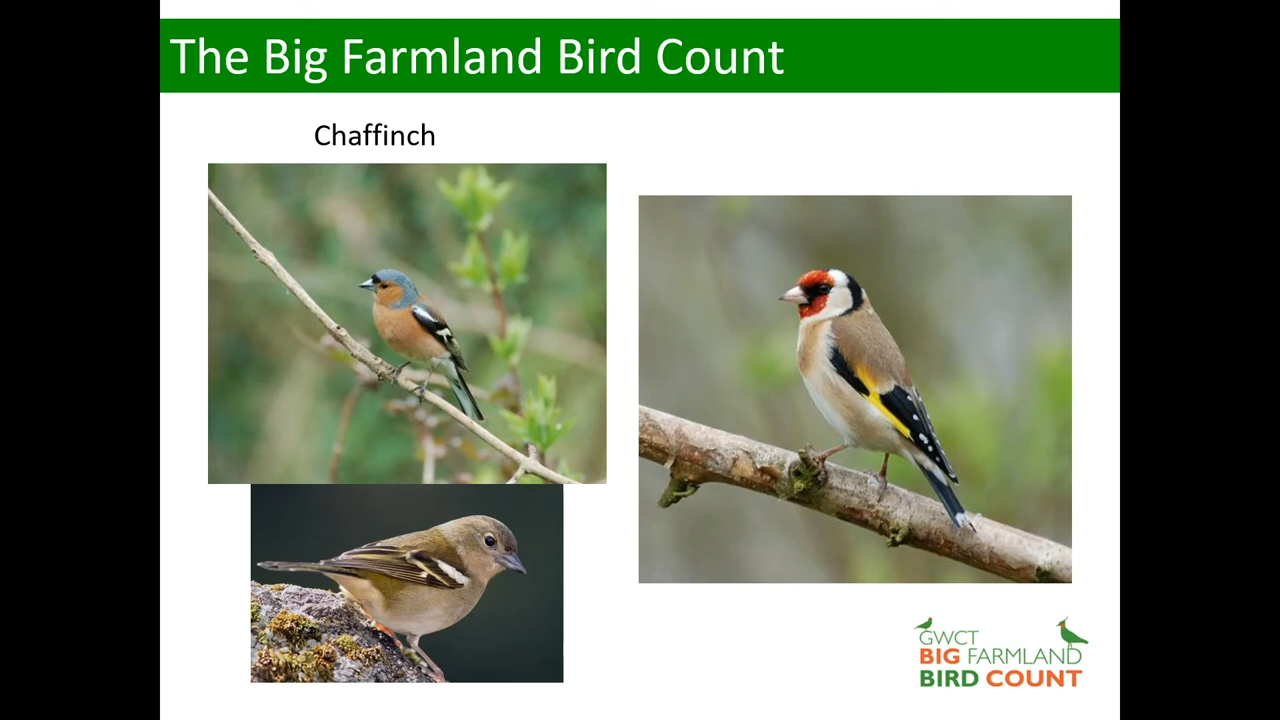 The Big Farmland Bird Count
Chaffinch
GWCT
BIG FARMLAND
BIRD COUNT